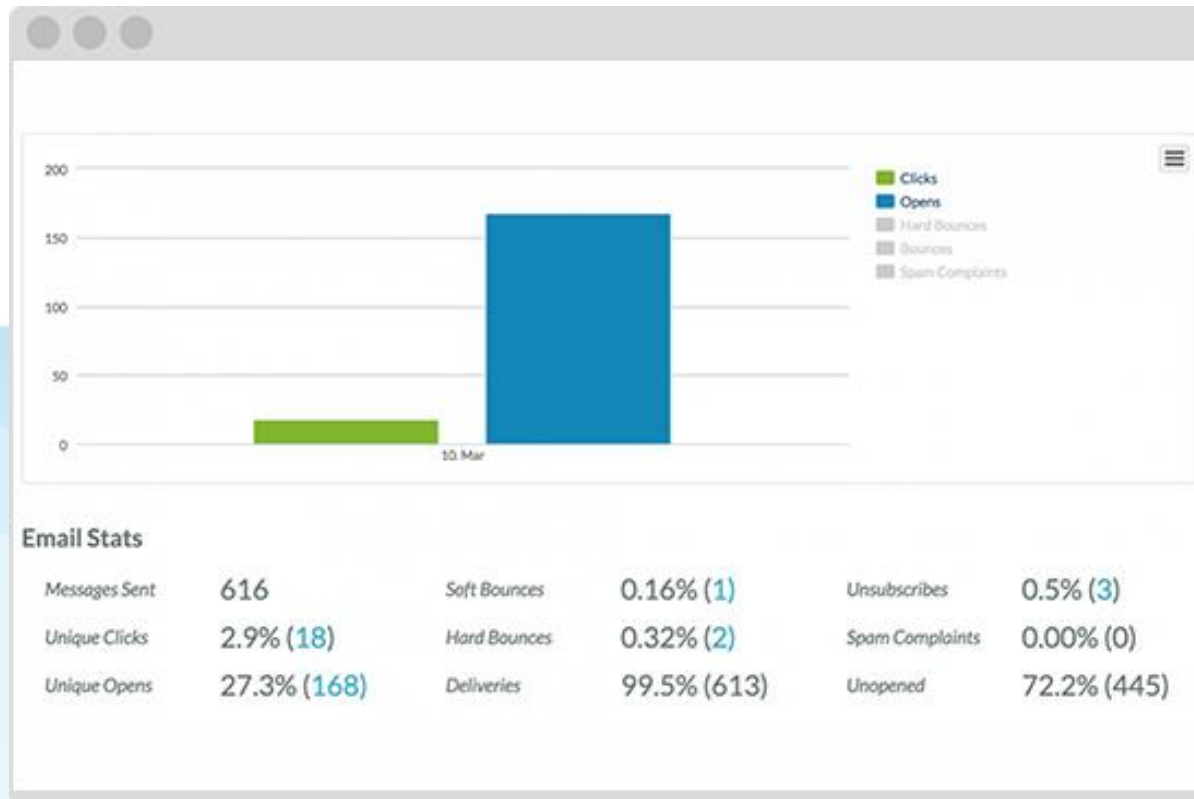 200
150
100
50
0
10. Mar
Clicks
Opens
Hard Bounces
Bounces
Spam Complaints
Email Stats
Messages Sent 616 Soft Bounces 0.16% (1) Unsubscribes 0.5% (3)
Unique Clicks 2.9% (18) Hard Bounces 0.32% (2) Spam Complaints 0.00% (0)
Unique Opens 27.3% (168) Deliveries 99.5% (613) Unopened 72.2% (445)